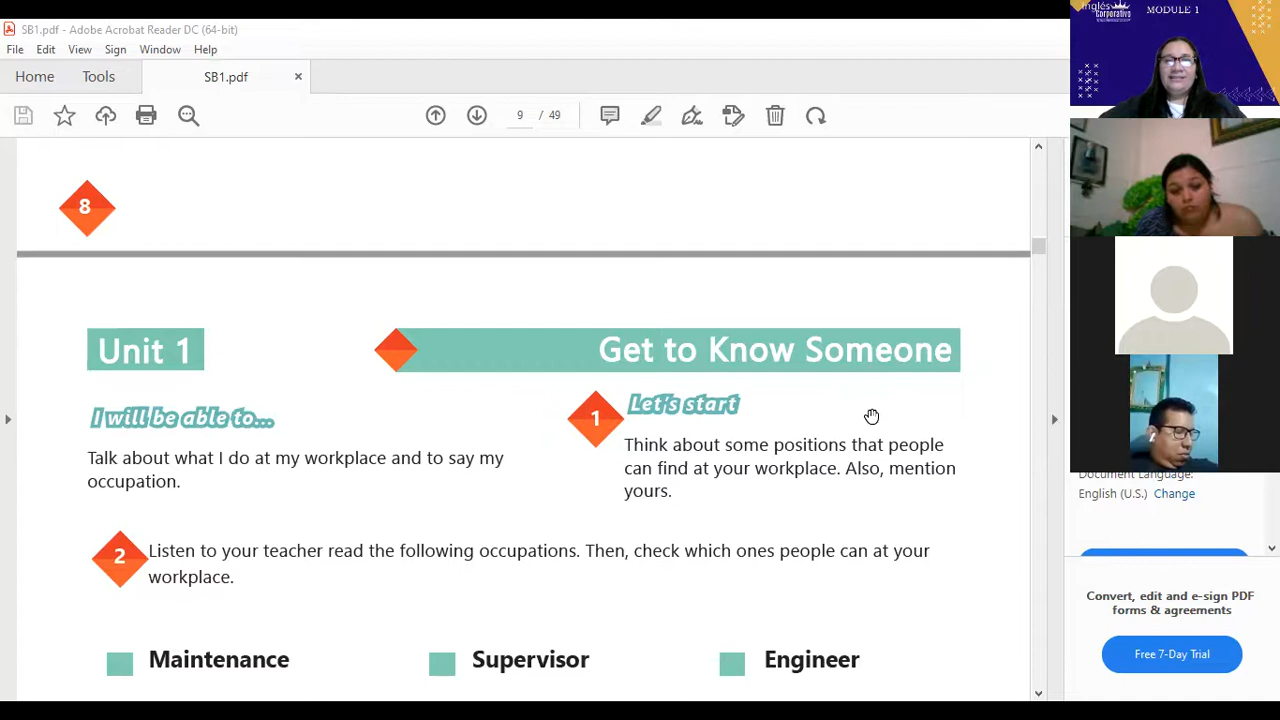 SB1.pdf - Adobe Acrobat Reader DC (64-bit)
File Edit View Sign Window Help
Home Tools SB1.pdf ×
9 / 49
8
Unit 1
Get to Know Someone
I will be able to...
Talk about what I do at my workplace and to say my
occupation.
1
Let's start
Think about some positions that people
can find at your workplace. Also, mention
yours.
2
Listen to your teacher read the following occupations. Then, check which ones people can at your
workplace.
Maintenance
Supervisor
Engineer
inglés
corporativo
MODULE 1
Document Language:
English (U.S.) Change
Convert, edit and e-sign PDF
forms & agreements
Free 7-Day Trial